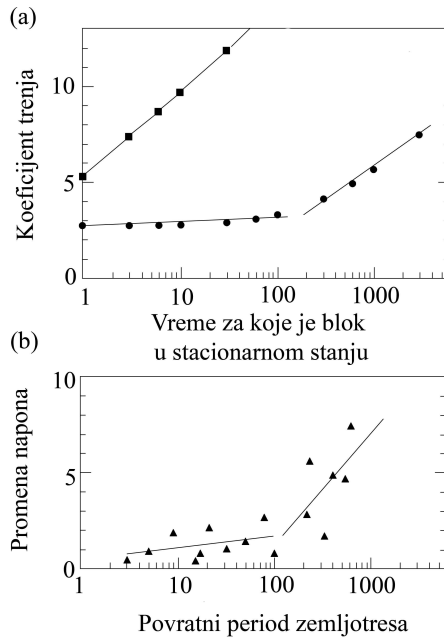 (a)
Koeficijent trenja
10
5
0
1 10 100 1000
Vreme za koje je blok
u stacionarnom stanju
(b)
Promena napona
10
5
0
1 10 100 1000
Povratni period zemljotresa